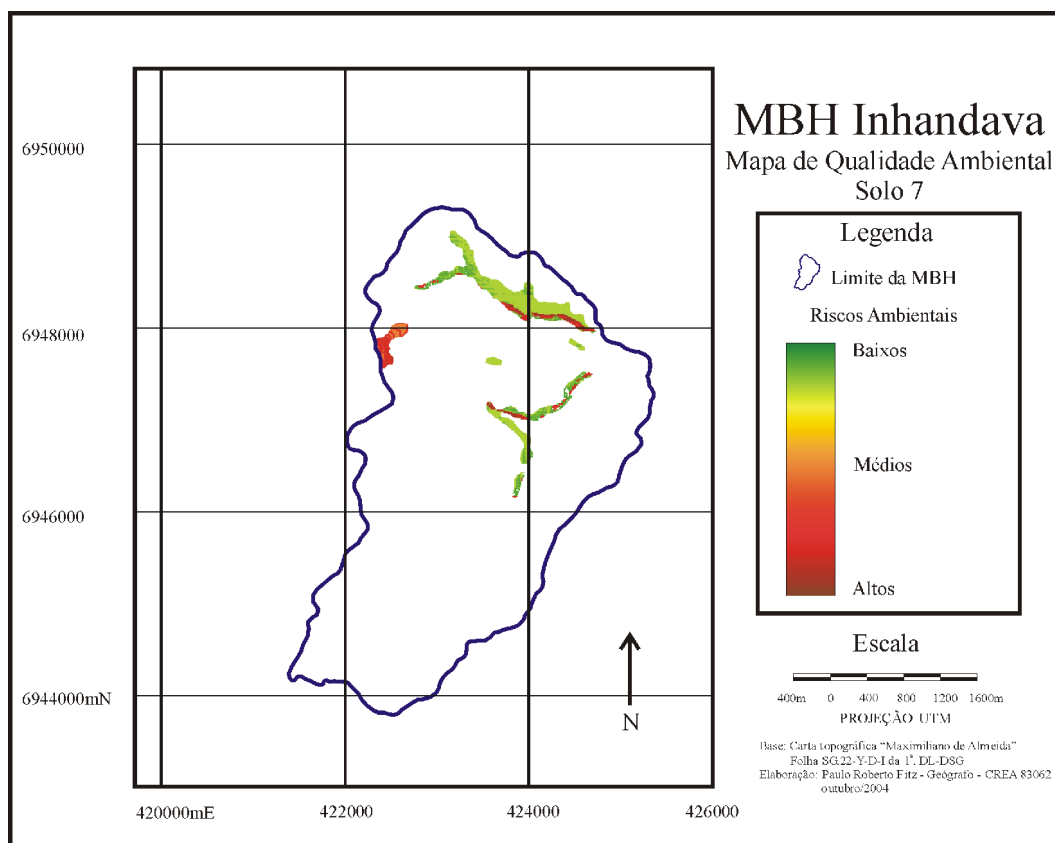 MBH Inhandava
Mapa de Qualidade Ambiental
Solo 7
Legenda
Limite da MBH
Riscos Ambientais
Baixos
Médios
Altos
Escala
400m 0 400 800 1200 1600m
PROJEÇÃO UTM
Base: Carta topográfica “Maximiliano de Almeida”
Folha SG.22-Y-D-I da 1ª. DL-DSG
Elaboração: Paulo Roberto Fitz - Geógrafo - CREA 83062
outubro/2004
6950000
6948000
6946000
6944000mN
420000mE 422000 424000 426000
N